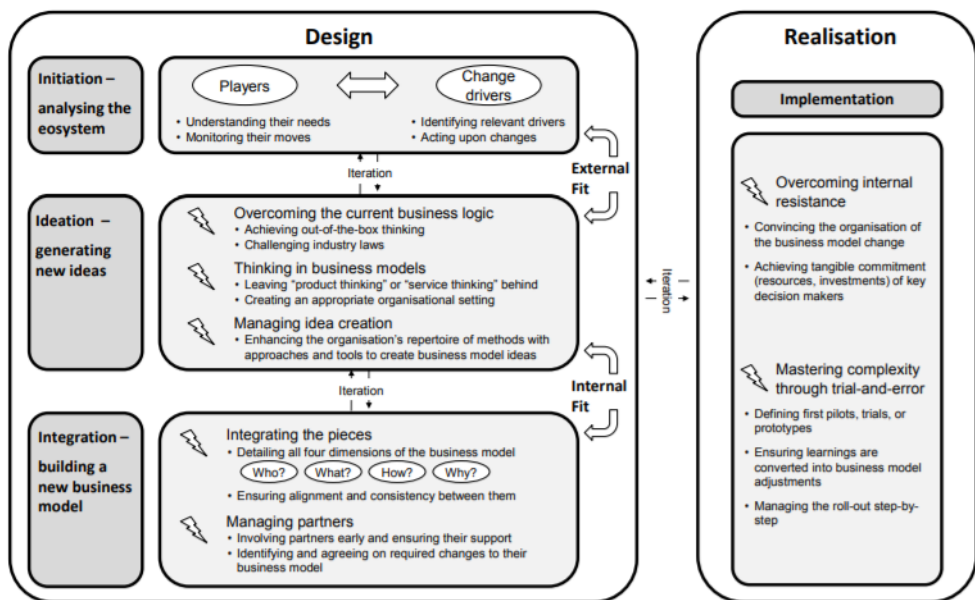 Design
Initiation –
analysing the
eosystem
Players
Change
drivers
• Understanding their needs
• Monitoring their moves
• Identifying relevant drivers
• Acting upon changes
Iteration
External
Fit
Ideation –
generating
new ideas
Overcoming the current business logic
• Achieving out-of-the-box thinking
• Challenging industry laws
Thinking in business models
• Leaving “product thinking” or “service thinking” behind
• Creating an appropriate organisational setting
Managing idea creation
• Enhancing the organisation’s repertoire of methods with
approaches and tools to create business model ideas
Iteration
Internal
Fit
Integration –
building a
new business
model
Integrating the pieces
• Detailing all four dimensions of the business model
Who?
What?
How?
Why?
• Ensuring alignment and consistency between them
Managing partners
• Involving partners early and ensuring their support
• Identifying and agreeing on required changes to their
business model
Iteration
Realisation
Implementation
Overcoming internal
resistance
• Convincing the organisation of
the business model change
• Achieving tangible commitment
(resources, investments) of key
decision makers
Mastering complexity
through trial-and-error
• Defining first pilots, trials, or
prototypes
• Ensuring learnings are
converted into business model
adjustments
• Managing the roll-out step-by-
step